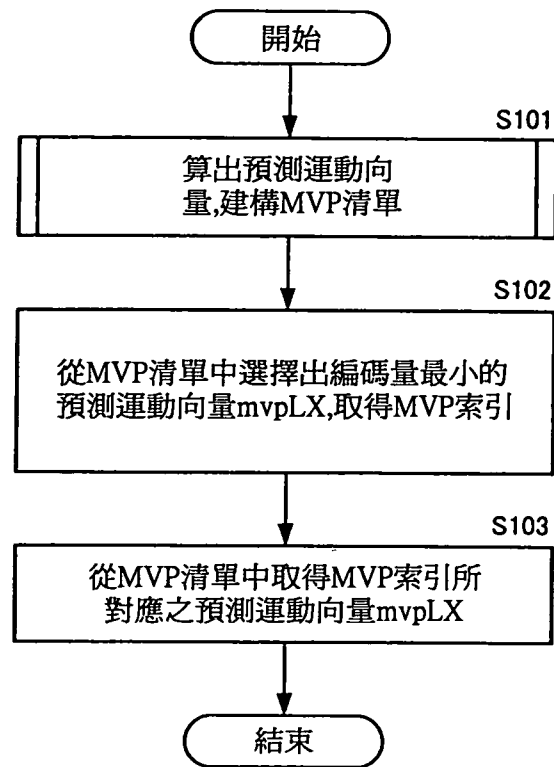 開始
S101
算出預測運動向
量,建構MVP清單
S102
從MVP清單中選擇出編碼量最小的
預測運動向量mvpLX,取得MVP索引
S103
從MVP清單中取得MVP索引所
對應之預測運動向量mvpLX
結束